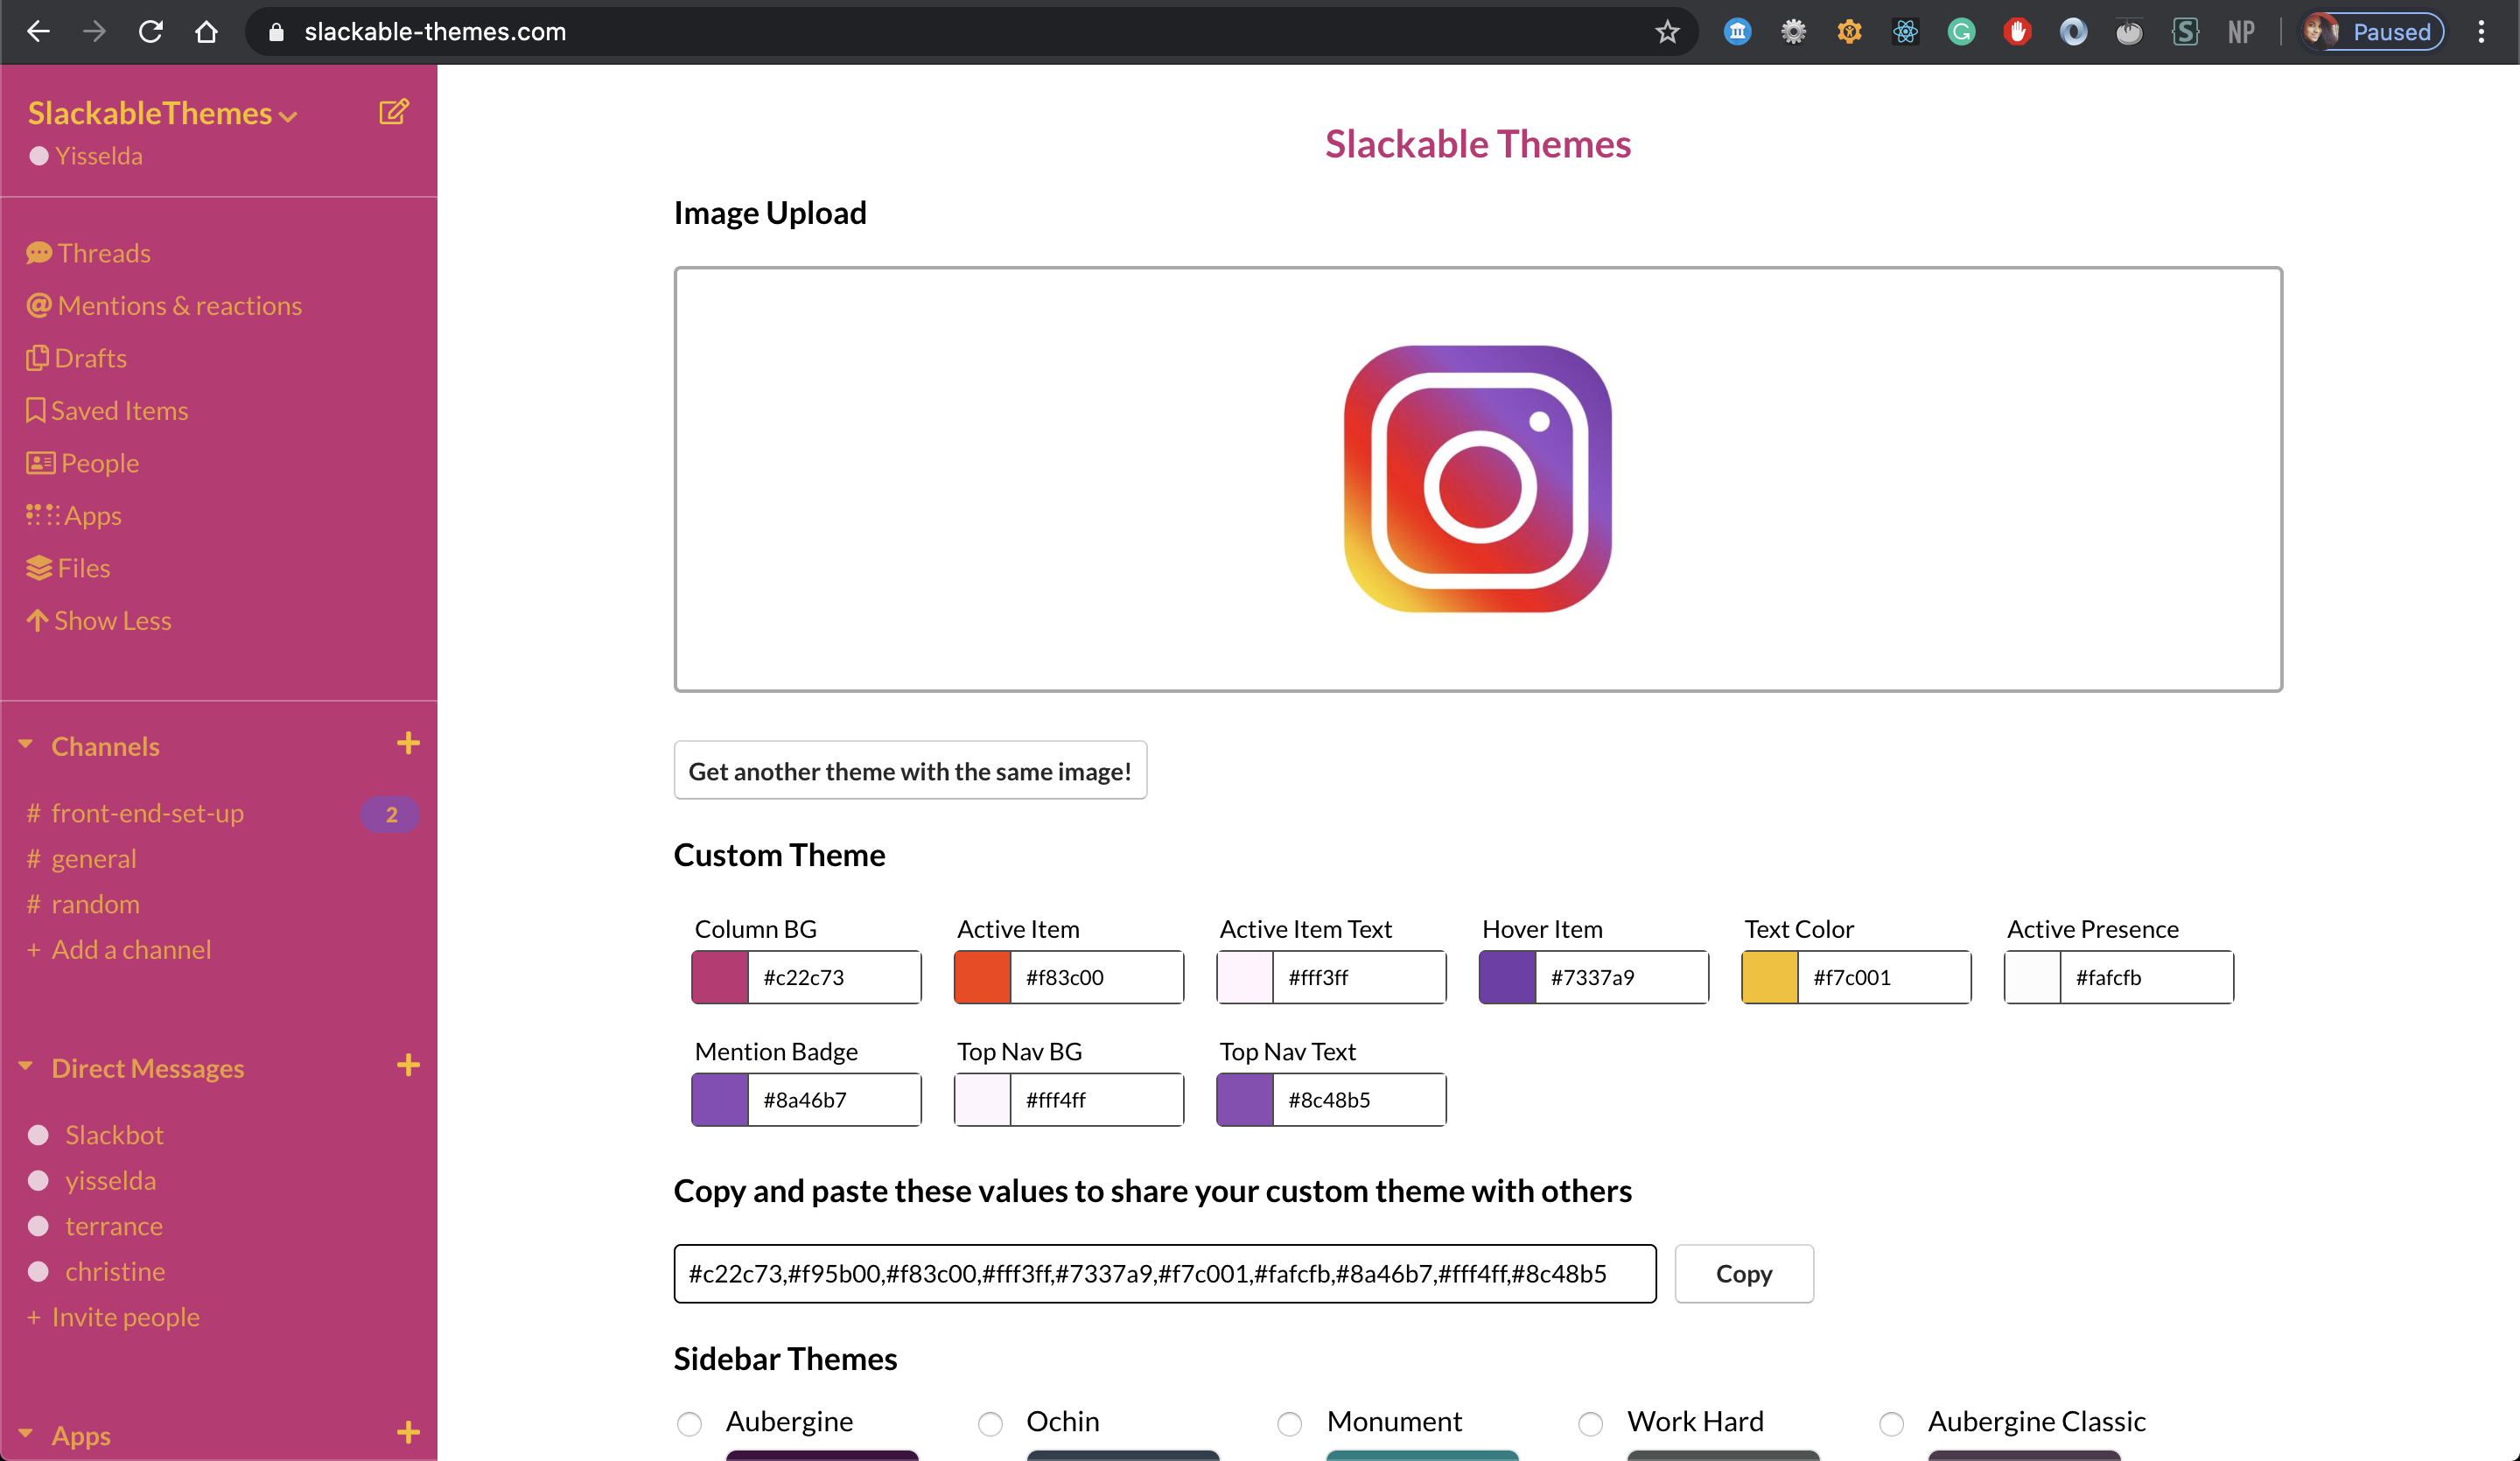 slackable-themes.com
NP
Paused
SlackableThemes
Yisselda
Threads
Mentions & reactions
Drafts
Saved Items
People
Apps
Files
Show Less
Channels
# front-end-set-up 2
# general
# random
+ Add a channel
Direct Messages
Slackbot
yisselda
terrance
christine
+ Invite people
Apps
Slackable Themes
Image Upload
Get another theme with the same image!
Custom Theme
Column BG Active Item Active Item Text Hover Item Text Color Active Presence
#c22c73 #f83c00 #fff3ff #7337a9 #f7c001 #fafcfb
Mention Badge Top Nav BG Top Nav Text
#8a46b7 #fff4ff #8c48b5
Copy and paste these values to share your custom theme with others
#c22c73,#f95b00,#f83c00,#fff3ff,#7337a9,#f7c001,#fafcfb,#8a46b7,#fff4ff,#8c48b5 Copy
Sidebar Themes
Aubergine Ochin Monument Work Hard Aubergine Classic